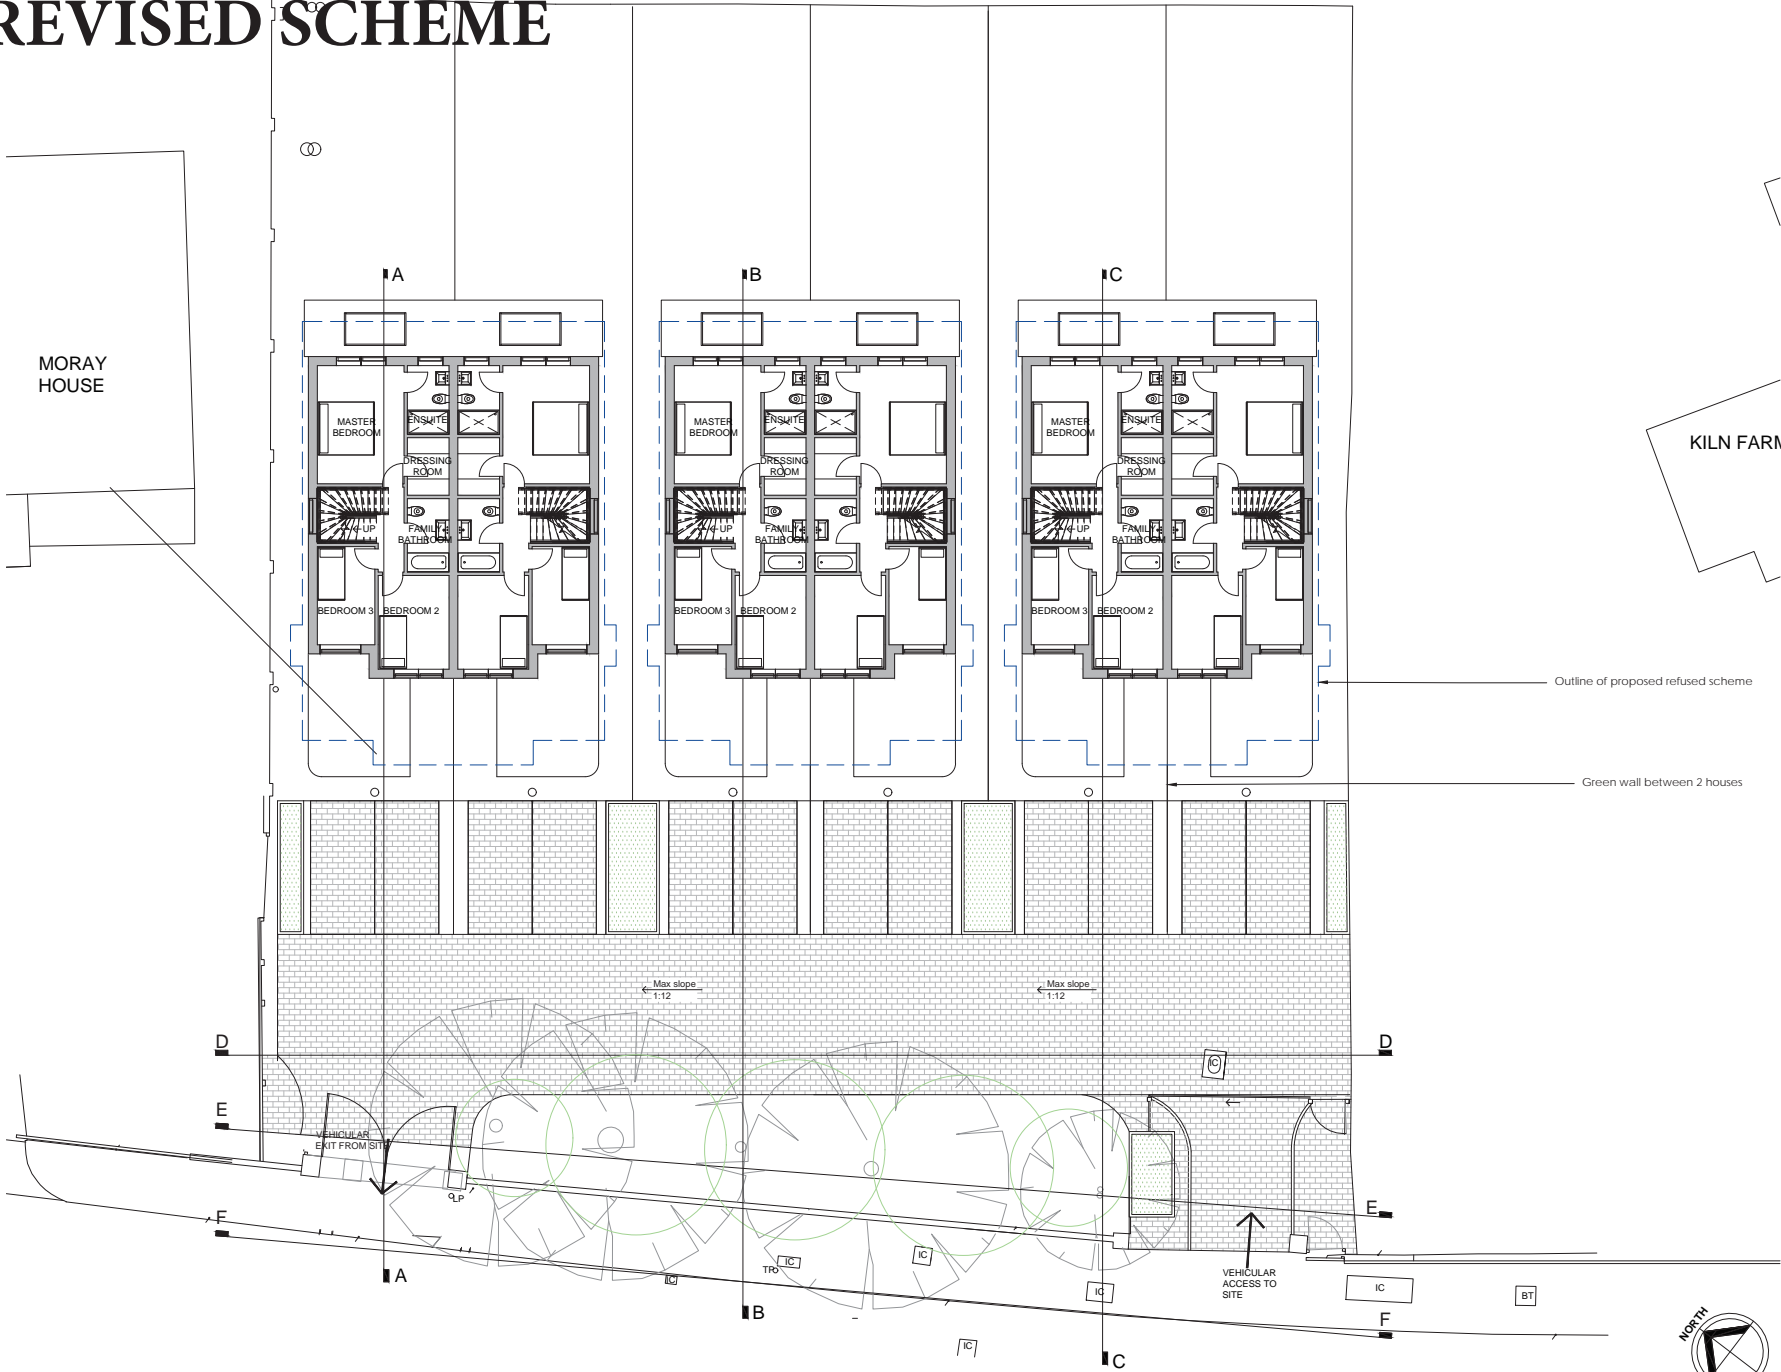 REVISED SCHEME
A
B
C
MORAY
HOUSE
KILN FARM
MASTER
BEDROOM
ENSUITE
DRESSING
ROOM
UP
FAMILY
BATHROOM
BEDROOM 3
BEDROOM 2
MASTER
BEDROOM
ENSUITE
DRESSING
ROOM
UP
FAMILY
BATHROOM
BEDROOM 3
BEDROOM 2
MASTER
BEDROOM
ENSUITE
DRESSING
ROOM
UP
FAMILY
BATHROOM
BEDROOM 3
BEDROOM 2
Outline of proposed refused scheme
Green wall between 2 houses
Max slope
1:12
Max slope
1:12
D
D
IC
E
VEHICULAR
EXIT FROM SITE
LP
E
F
IC
IC
TP
IC
IC
VEHICULAR
ACCESS TO
SITE
IC
BT
A
B
F
NORTH
IC
C